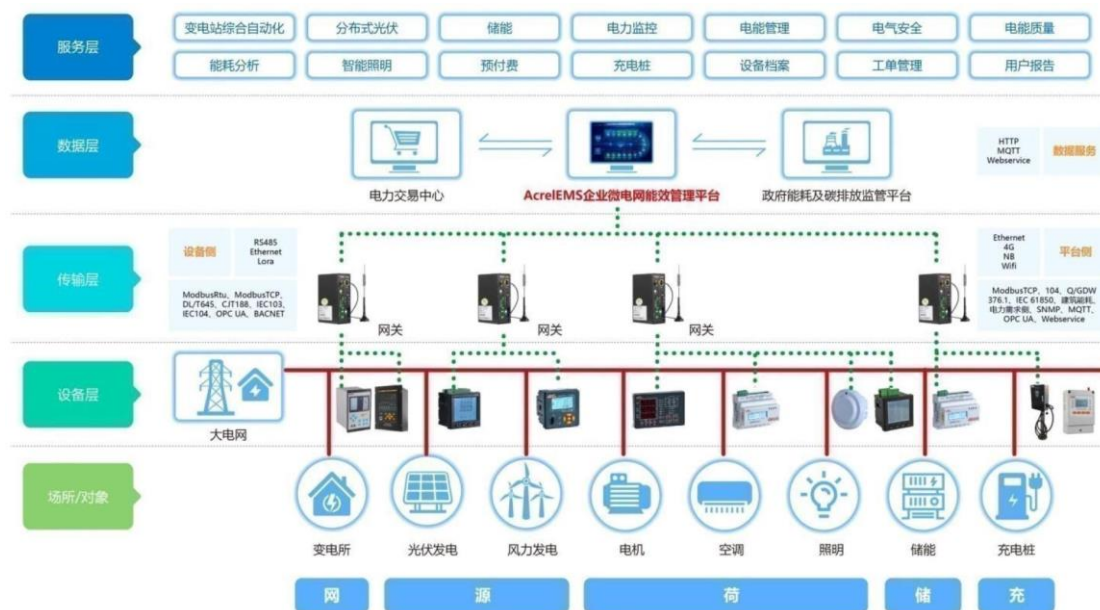 服务层
变电站综合自动化
分布式光伏
储能
电力监控
电能管理
电气安全
电能质量
能耗分析
智能照明
预付费
充电桩
设备档案
工单管理
用户报告
数据层
电力交易中心
AcrelEMS企业微电网能效管理平台
政府能耗及碳排放监管平台
HTTP
MQTT
Webservice
数据服务
传输层
设备侧
RS485
Ethernet
Lora
ModbusRtu、ModbusTCP、
DL/T645、CJT188、IEC103、
IEC104、OPC UA、BACNET
网关
网关
网关
Ethernet
4G
NB
Wifi
平台侧
ModbusTCP，104, Q/GDW
376.1, IEC 61850, 建筑能耗,
电力需求侧、SNMP、MQTT、
OPC UA、Webservice
设备层
大电网
场所/对象
变电所
光伏发电
风力发电
电机
空调
照明
储能
充电桩
网
源
荷
储
充